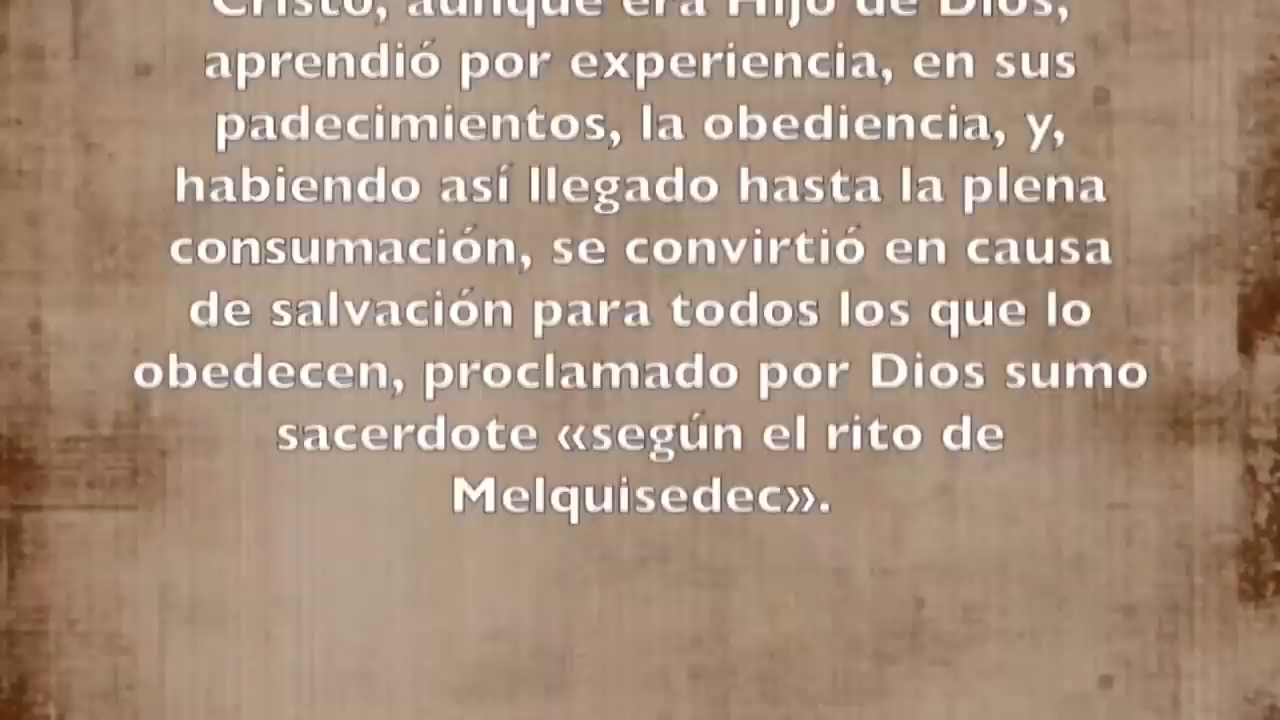 Cristo, aunque era Hijo de Dios,
aprendió por experiencia, en sus
padecimientos, la obediencia, y,
habiendo así llegado hasta la plena
consumación, se convirtió en causa
de salvación para todos los que lo
obedecen, proclamado por Dios sumo
sacerdote «según el rito de
Melquisedec».